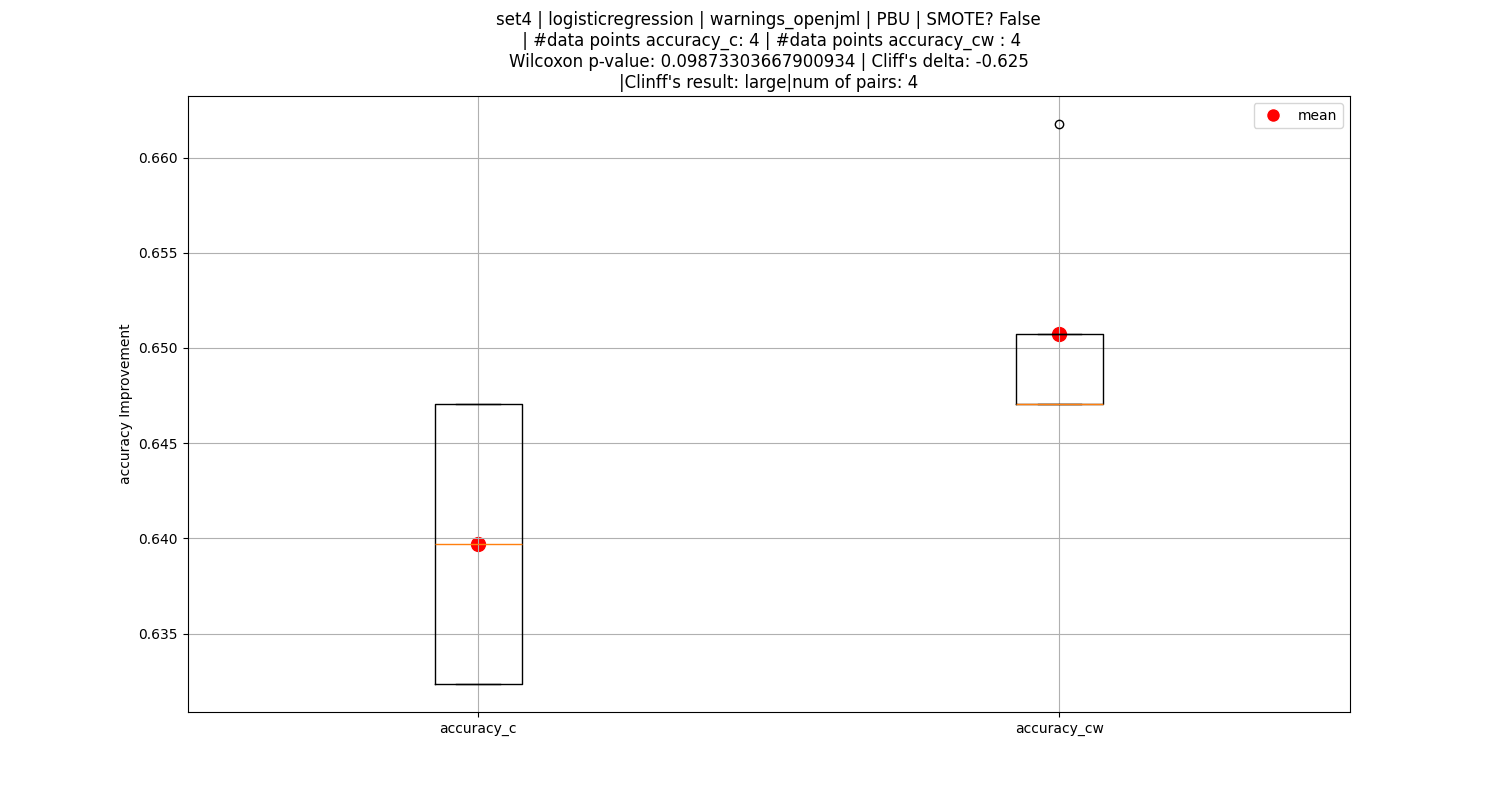 set4 | logisticregression | warnings_openjml | PBU | SMOTE? False
| #data points accuracy_c: 4 | #data points accuracy_cw : 4
Wilcoxon p-value: 0.09873303667900934 | Cliff's delta: -0.625
|Clinff's result: large|num of pairs: 4
mean
0.660
0.655
0.650
0.645
0.640
0.635
accuracy Improvement
accuracy_c
accuracy_cw